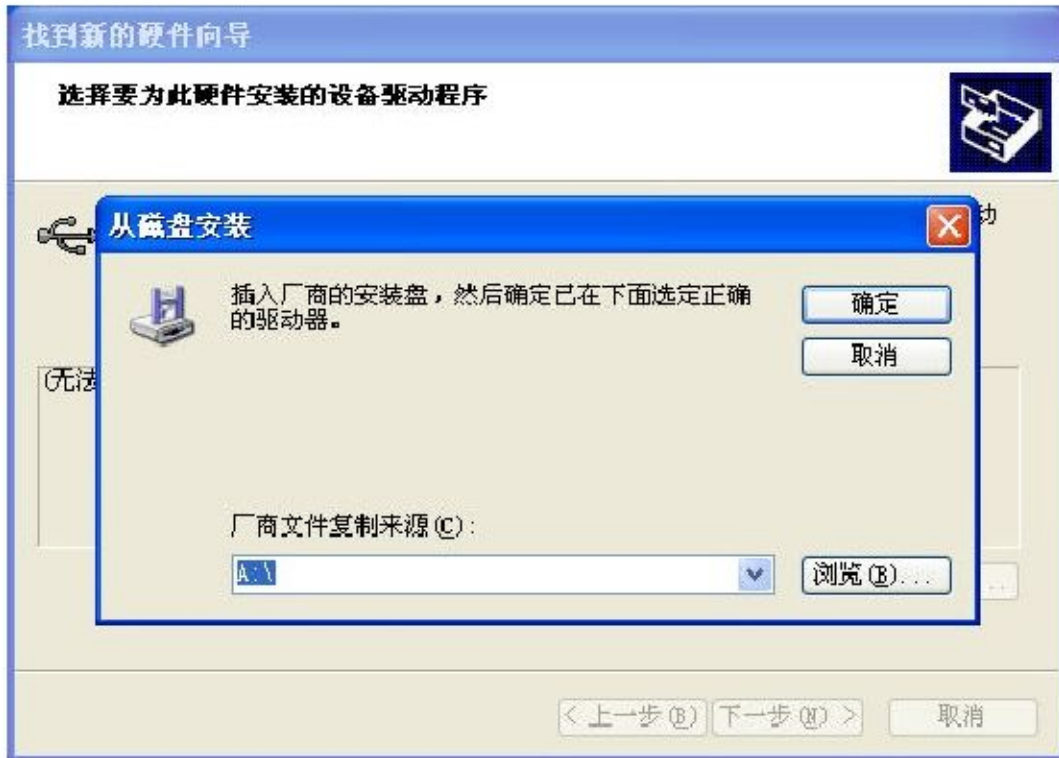 找到新的硬件向导
选择要为此硬件安装的设备驱动程序
动
从磁盘安装
插入厂商的安装盘，然后确定已在下面选定正确
的驱动器。
确定
取消
(无法
厂商文件复制来源(C):
A:\
浏览(B)...
< 上一步(B)
下一步(N) >
取消